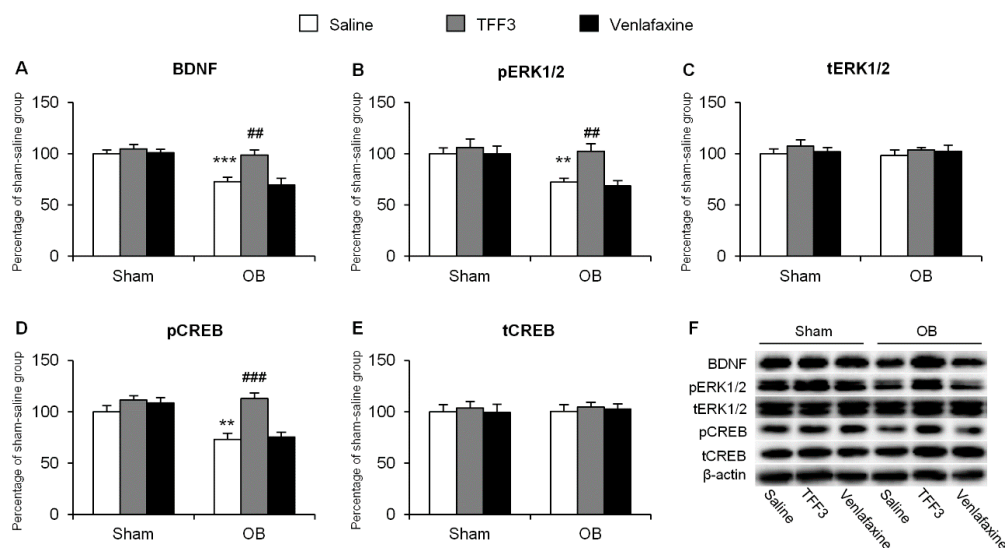 Saline TFF3 Venlafaxine
A
BDNF
Percentage of sham-saline group
150
100
50
0
***
##
Sham OB
B
pERK1/2
Percentage of sham-saline group
150
100
50
0
**
##
Sham OB
C
tERK1/2
Percentage of sham-saline group
150
100
50
0
Sham OB
D
pCREB
Percentage of sham-saline group
150
100
50
0
**
###
Sham OB
E
tCREB
Percentage of sham-saline group
150
100
50
0
Sham OB
F
Sham OB
BDNF
pERK1/2
tERK1/2
pCREB
tCREB
β-actin
Saline TFF3 Venlafaxine Saline TFF3 Venlafaxine